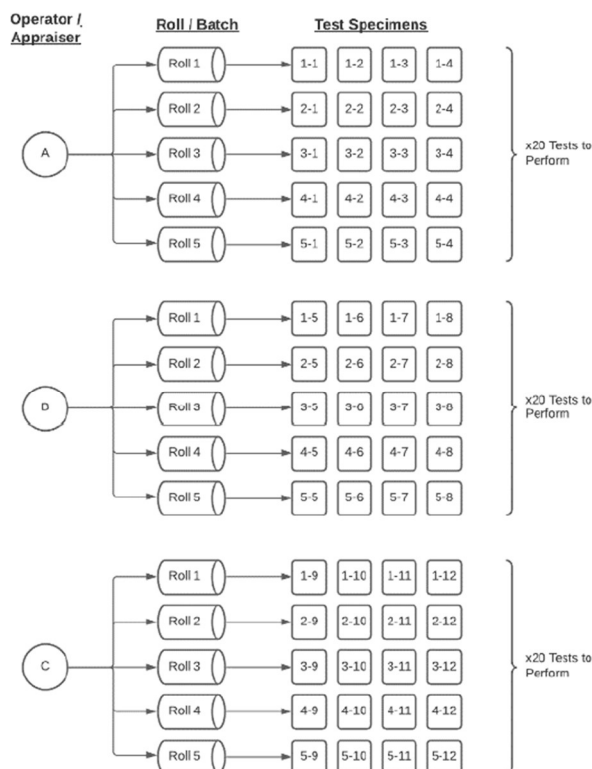 Operator / Roll / Batch Test Specimens
Appraiser
Roll 1 1-1 1-2 1-3 1-4
Roll 2 2-1 2-2 2-3 2-4
A Roll 3 3-1 3-2 3-3 3-4 x20 Tests to
Perform
Roll 4 4-1 4-2 4-3 4-4
Roll 5 5-1 5-2 5-3 5-4
Roll 1 1-5 1-6 1-7 1-8
Roll 2 2-5 2-6 2-7 2-8
Roll 3 3-5 3-6 3-7 3-8 x20 Tests to
Perform
Roll 4 4-5 4-6 4-7 4-8
Roll 5 5-5 5-6 5-7 5-8
Roll 1 1-9 1-10 1-11 1-12
Roll 2 2-9 2-10 2-11 2-12
C Roll 3 3-9 3-10 3-11 3-12 x20 Tests to
Perform
Roll 4 4-9 4-10 4-11 4-12
Roll 5 5-9 5-10 5-11 5-12